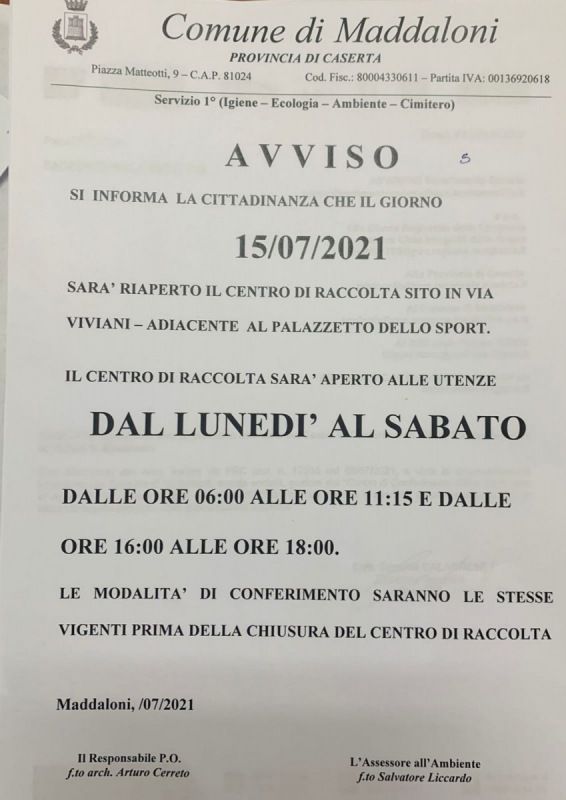 Comune di Maddaloni
PROVINCIA DI CASERTA
Piazza Matteotti, 9 – C.A.P. 81024 Cod. Fisc.: 80004330611 – Partita IVA: 00136920618
Servizio 1° (Igiene – Ecologia – Ambiente – Cimitero)
AVVISO
SI INFORMA LA CITTADINANZA CHE IL GIORNO
15/07/2021
SARA' RIAPERTO IL CENTRO DI RACCOLTA SITO IN VIA
VIVIANI – ADIACENTE AL PALAZZETTO DELLO SPORT.
IL CENTRO DI RACCOLTA SARA' APERTO ALLE UTENZE
DAL LUNEDI' AL SABATO
DALLE ORE 06:00 ALLE ORE 11:15 E DALLE
ORE 16:00 ALLE ORE 18:00.
LE MODALITA' DI CONFERIMENTO SARANNO LE STESSE
VIGENTI PRIMA DELLA CHIUSURA DEL CENTRO DI RACCOLTA
Maddaloni, /07/2021
Il Responsabile P.O. L'Assessore all'Ambiente
f.to arch. Arturo Cerreto f.to Salvatore Liccardo